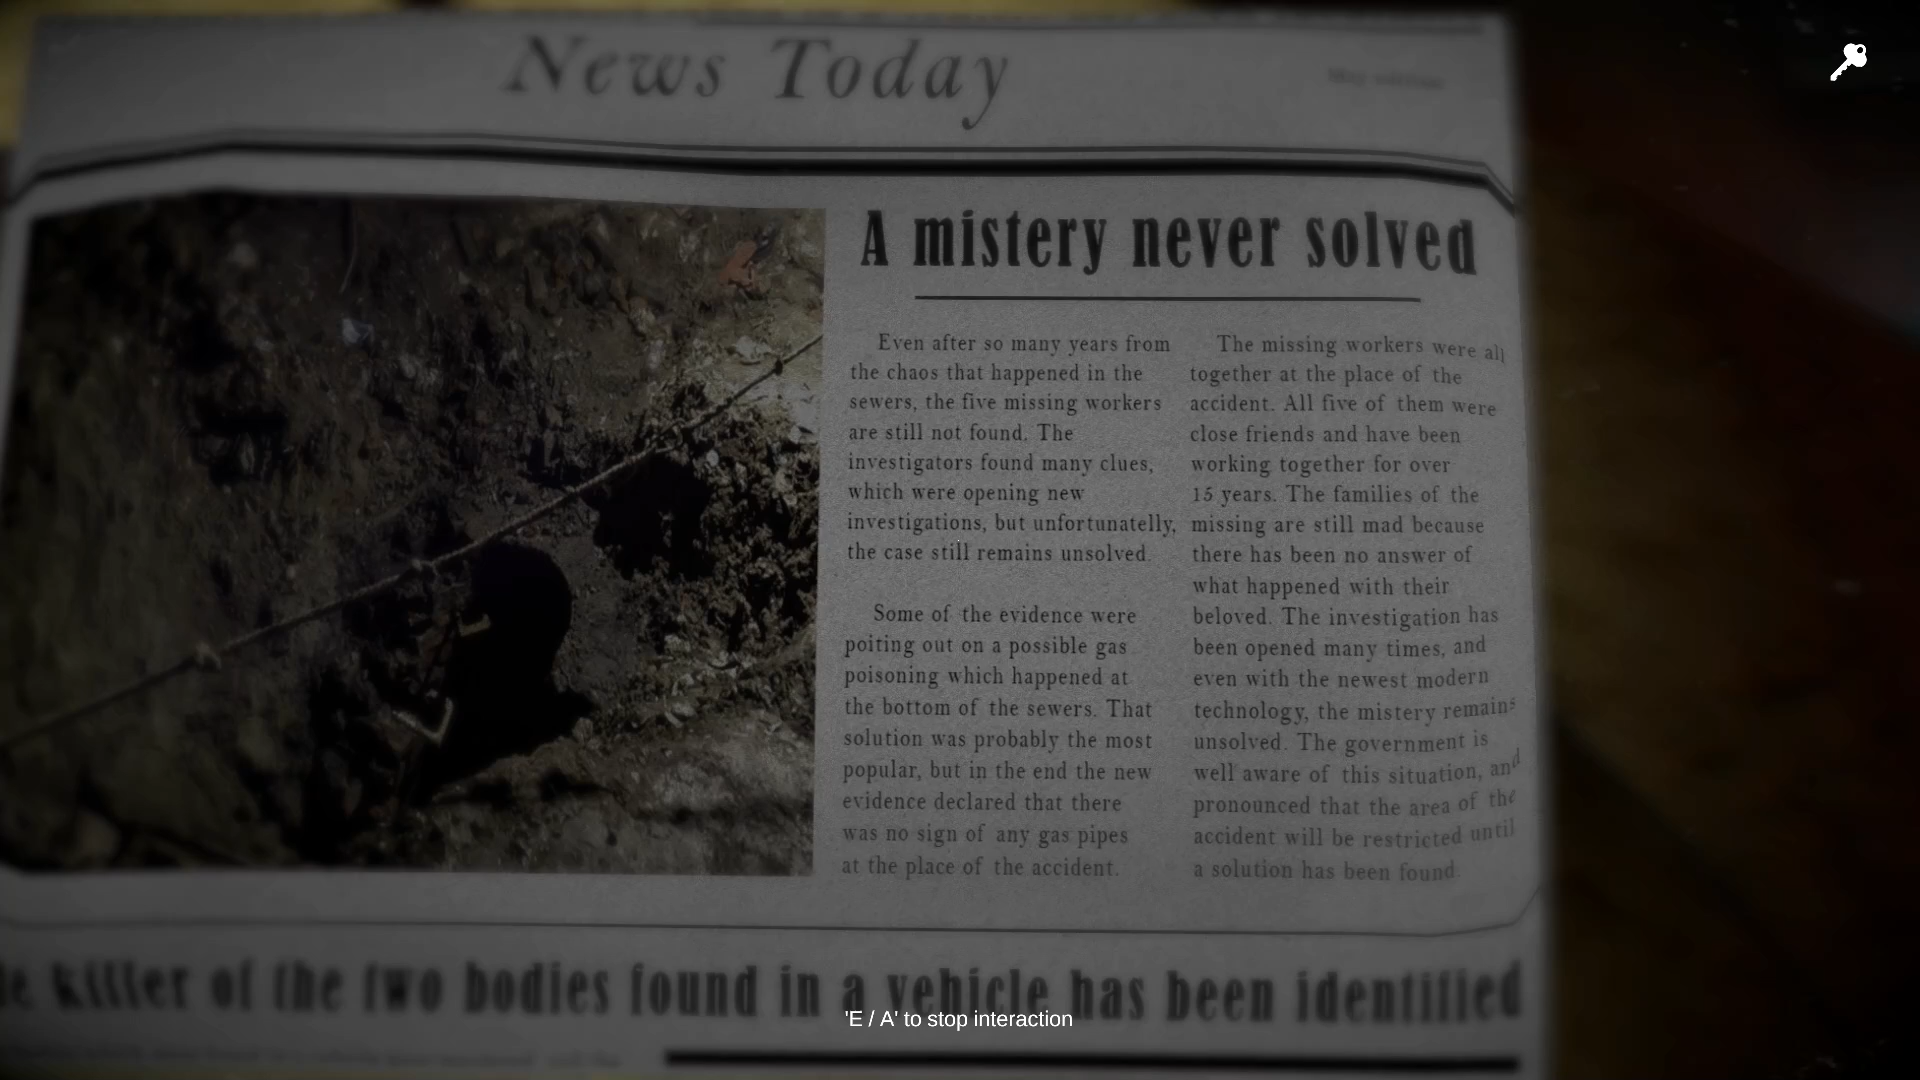 News Today
May edition
A mistery never solved
Even after so many years from
the chaos that happened in the
sewers, the five missing workers
are still not found. The
investigators found many clues,
which were opening new
investigations, but unfortunatelly,
the case still remains unsolved.
Some of the evidence were
poiting out on a possible gas
poisoning which happened at
the bottom of the sewers. That
solution was probably the most
popular, but in the end the new
evidence declared that there
was no sign of any gas pipes
at the place of the accident.
The missing workers were all
together at the place of the
accident. All five of them were
close friends and have been
working together for over
15 years. The families of the
missing are still mad because
there has been no answer of
what happened with their
beloved. The investigation has
been opened many times, and
even with the newest modern
technology, the mistery remains
unsolved. The government is
well aware of this situation, and
pronounced that the area of the
accident will be restricted until
a solution has been found.
killer of the two bodies found in a vehicle has been identified
'E / A' to stop interaction